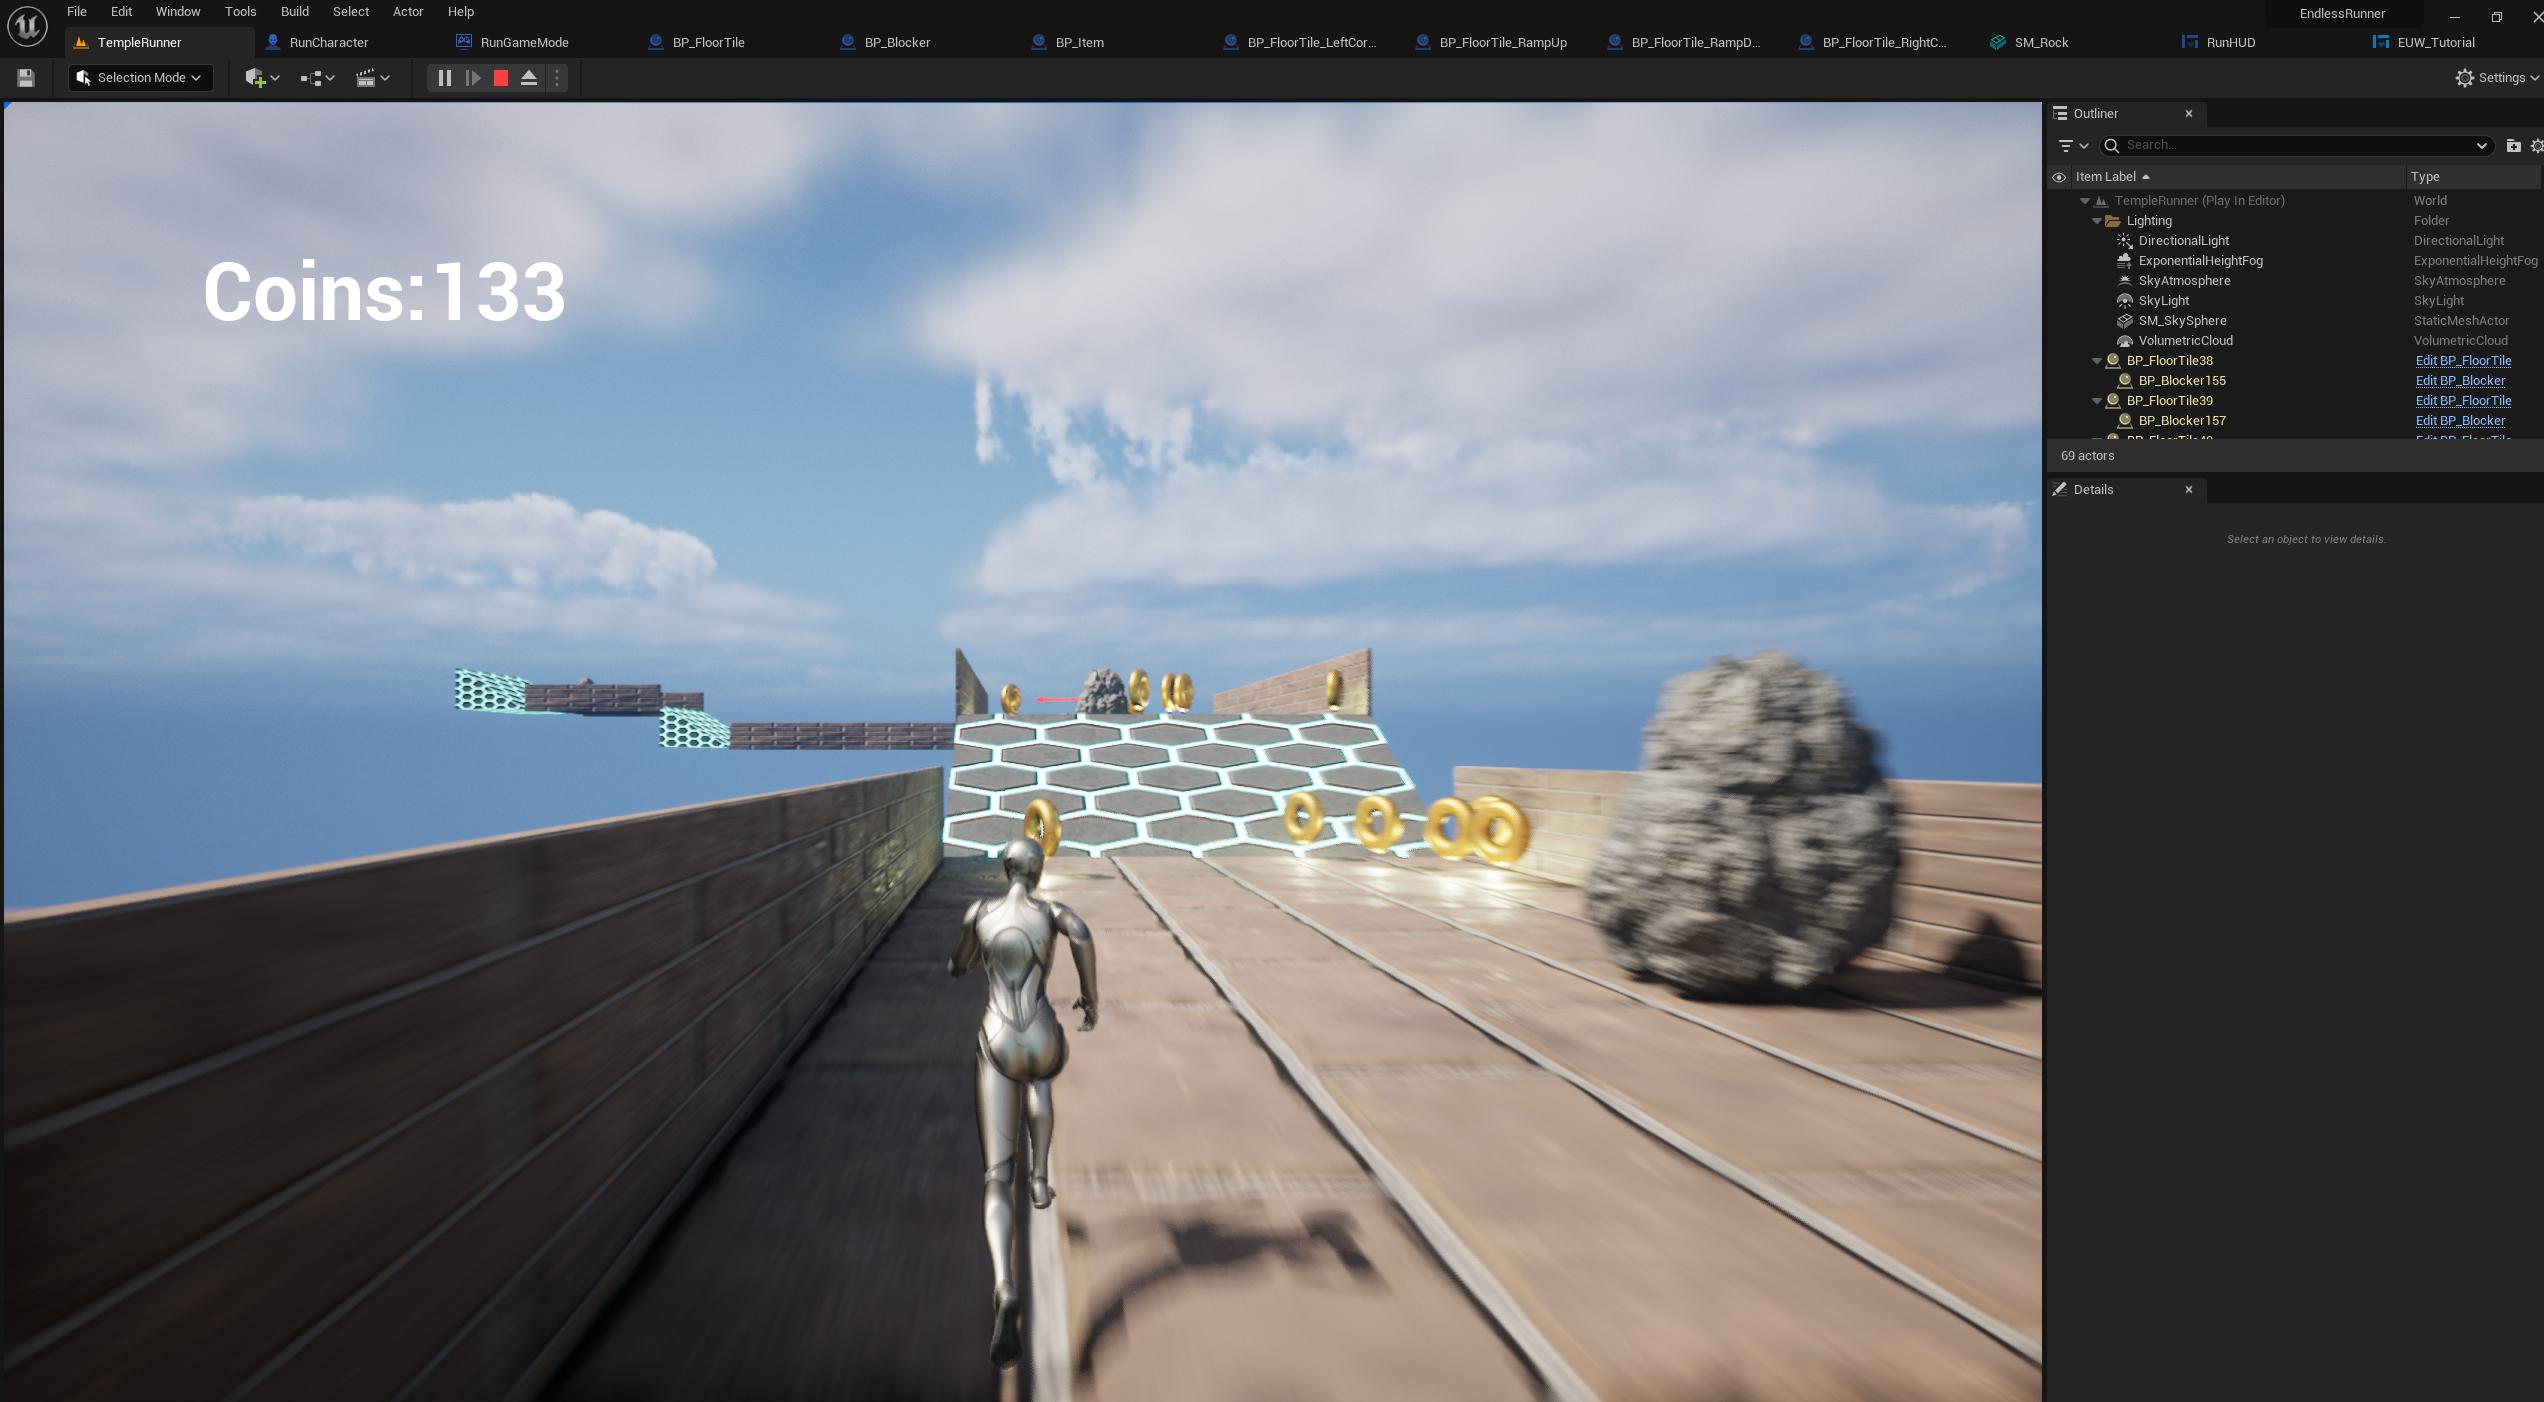 File Edit Window Tools Build Select Actor Help
EndlessRunner
TempleRunner RunCharacter RunGameMode BP_FloorTile BP_Blocker BP_Item BP_FloorTile_LeftCor... BP_FloorTile_RampUp BP_FloorTile_RampD... BP_FloorTile_RightC... SM_Rock RunHUD EUW_Tutorial
Selection Mode
Settings
Coins:133
Outliner
Search...
Item Label Type
TempleRunner (Play In Editor) World
Lighting Folder
DirectionalLight DirectionalLight
ExponentialHeightFog ExponentialHeightFog
SkyAtmosphere SkyAtmosphere
SkyLight SkyLight
SM_SkySphere StaticMeshActor
VolumetricCloud VolumetricCloud
BP_FloorTile38 Edit BP_FloorTile
BP_Blocker155 Edit BP_Blocker
BP_FloorTile39 Edit BP_FloorTile
BP_Blocker157 Edit BP_Blocker
69 actors
Details
Select an object to view details.